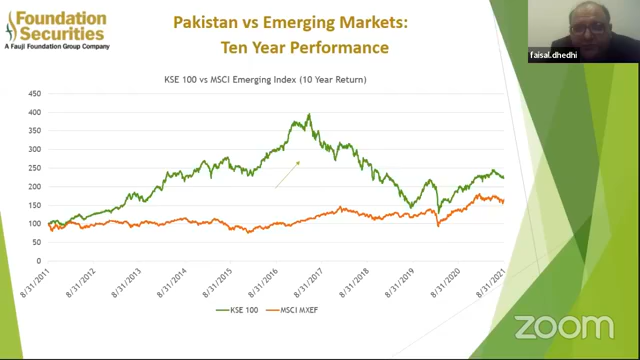 Foundation
Securities
A Fauji Foundation Group Company
Pakistan vs Emerging Markets:
Ten Year Performance
faisal.dhedhi
KSE 100 vs MSCI Emerging Index (10 Year Return)
450
400
350
300
250
200
150
100
50
0
8/31/2011
8/31/2012
8/31/2013
8/31/2014
8/31/2015
8/31/2016
8/31/2017
8/31/2018
8/31/2019
8/31/2020
8/31/2021
KSE 100
MSCI MXEF
zoom